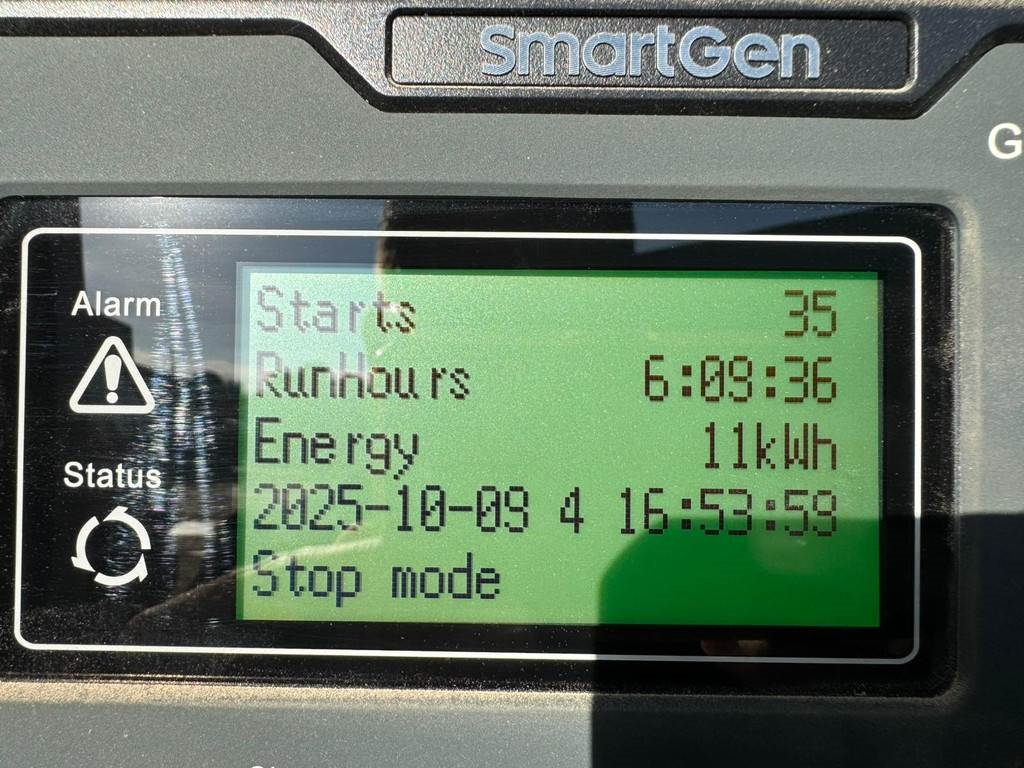 SmartGen
G
Alarm
Status
Starts 35
RunHours 6:09:36
Energy 11kWh
2025-10-09 4 16:53:59
Stop mode